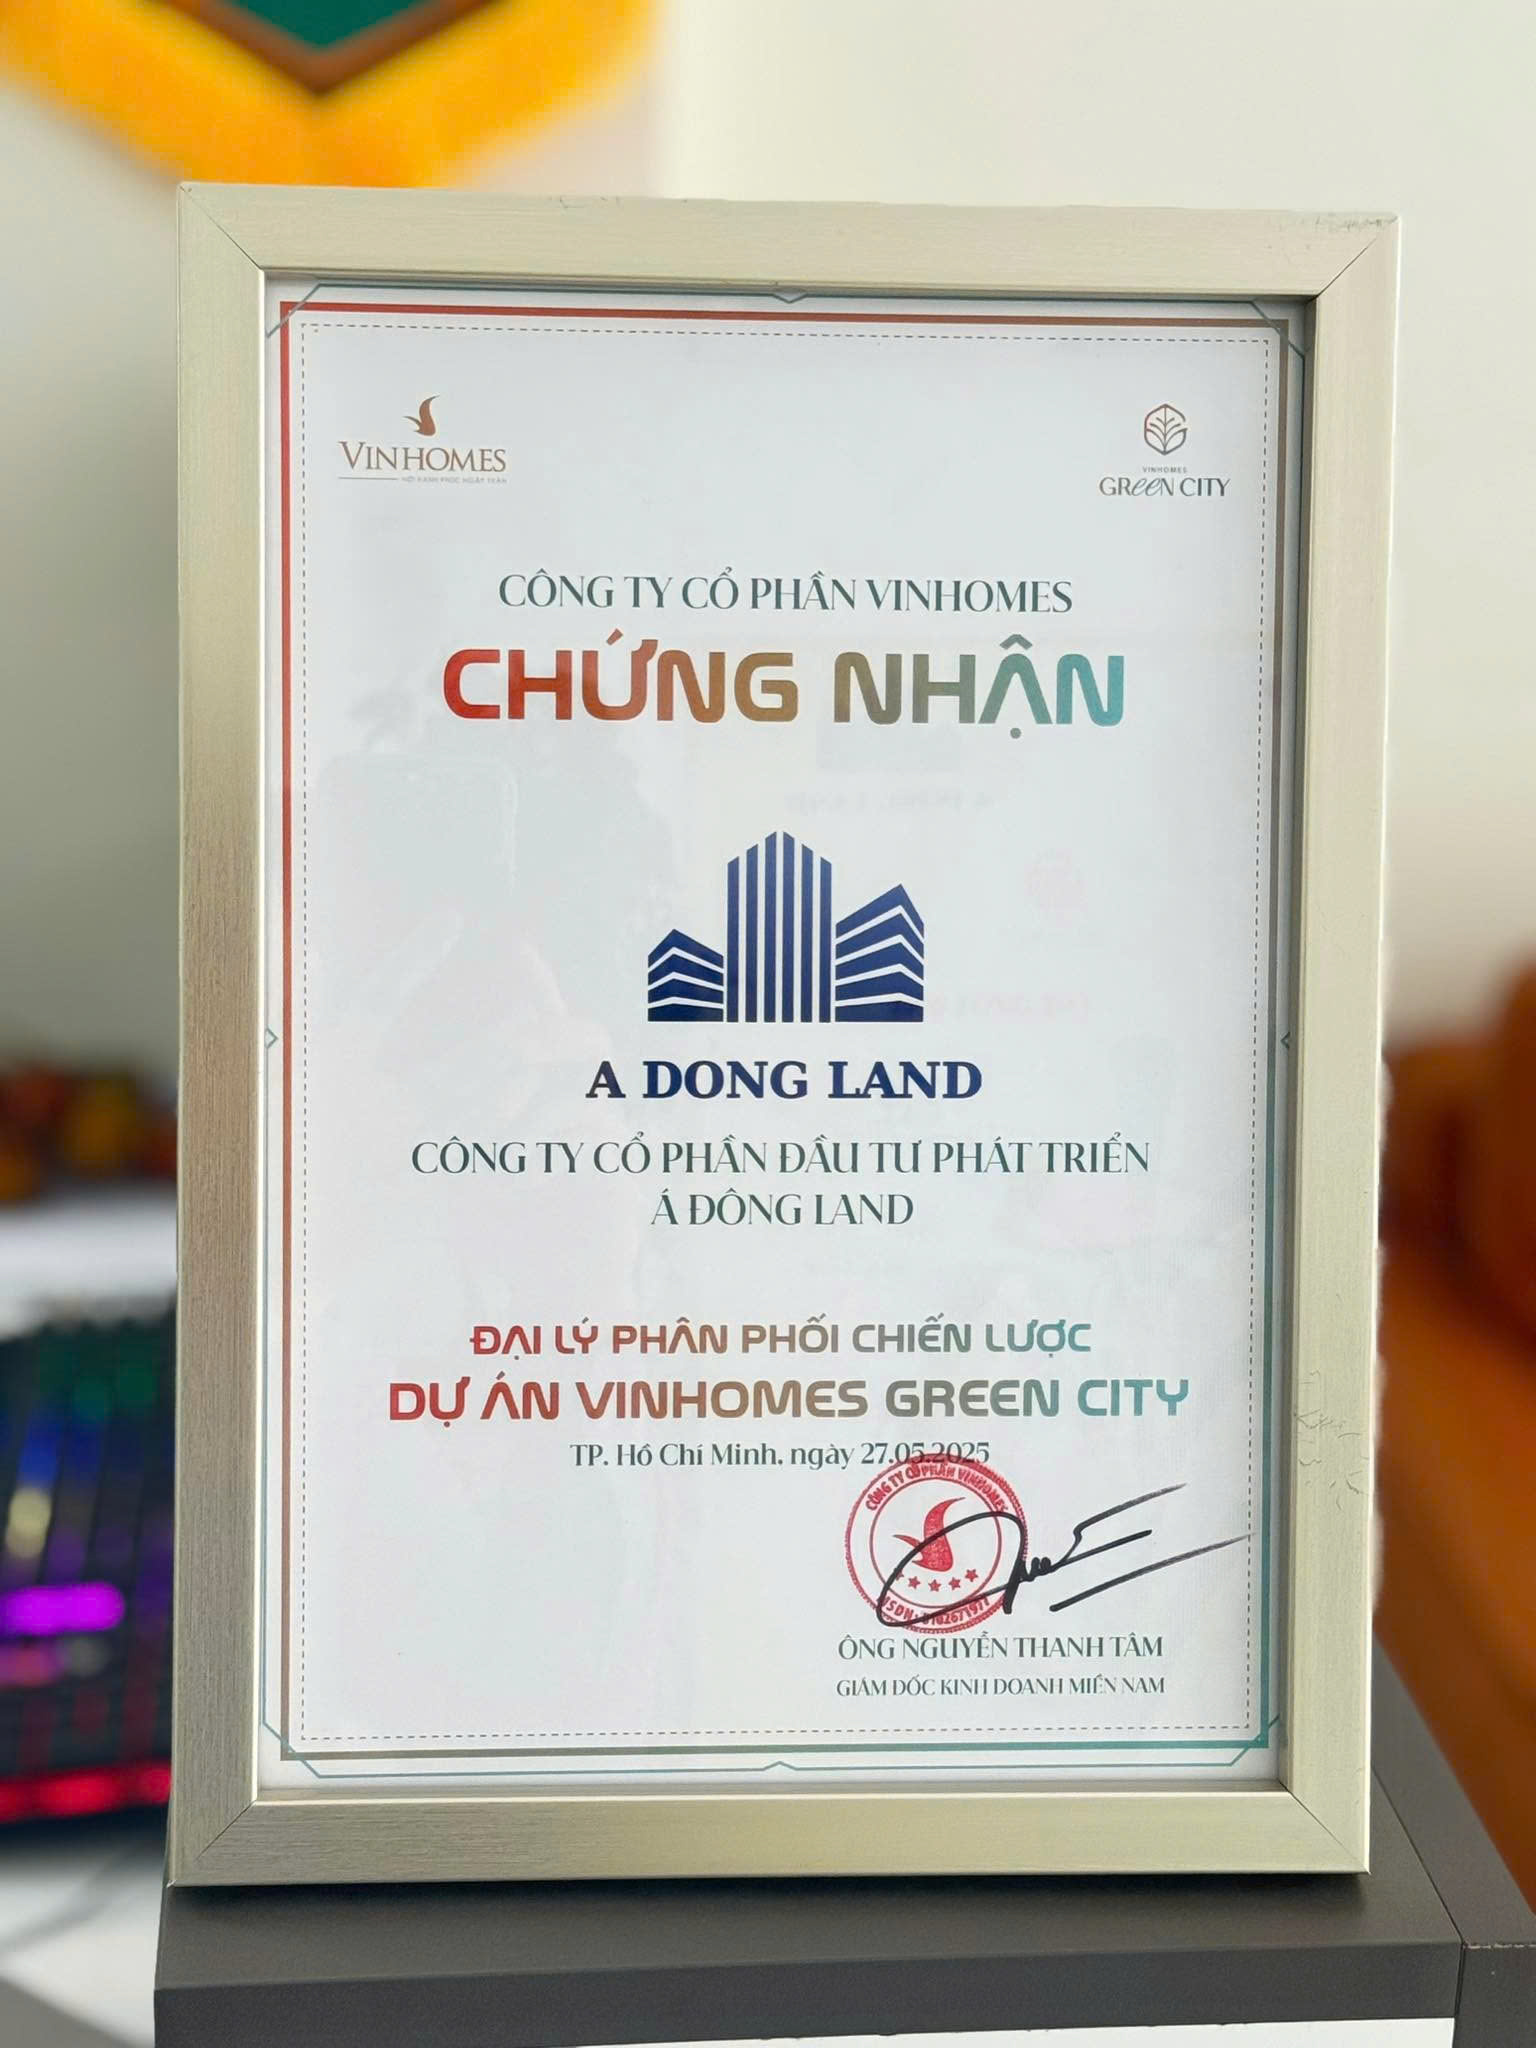 VINHOMES
VINHOMES
GREEN CITY
CÔNG TY CỔ PHẦN VINHOMES
CHỨNG NHẬN
A DONG LAND
CÔNG TY CỔ PHẦN ĐẦU TƯ PHÁT TRIỂN
Á ĐÔNG LAND
ĐẠI LÝ PHÂN PHỐI CHIẾN LƯỢC
DỰ ÁN VINHOMES GREEN CITY
TP. Hồ Chí Minh, ngày 27.05.2025
CÔNG TY CỔ PHẦN VINHOMES
ÔNG NGUYỄN THANH TÂM
GIÁM ĐỐC KINH DOANH MIỀN NAM